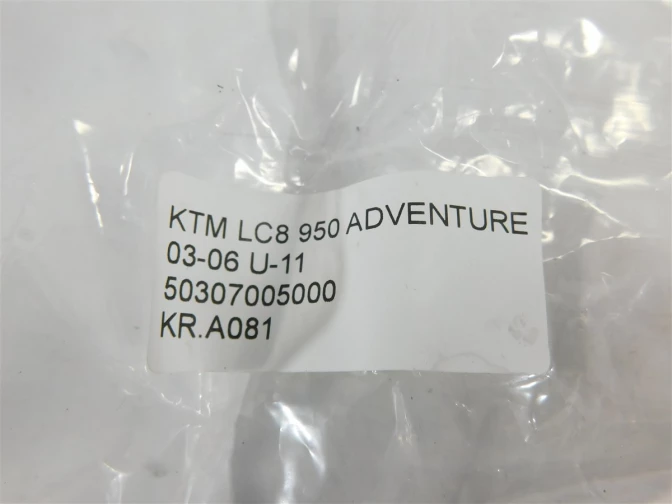 KTM LC8 950 ADVENTURE
03-06 U-11
50307005000
KR.A081